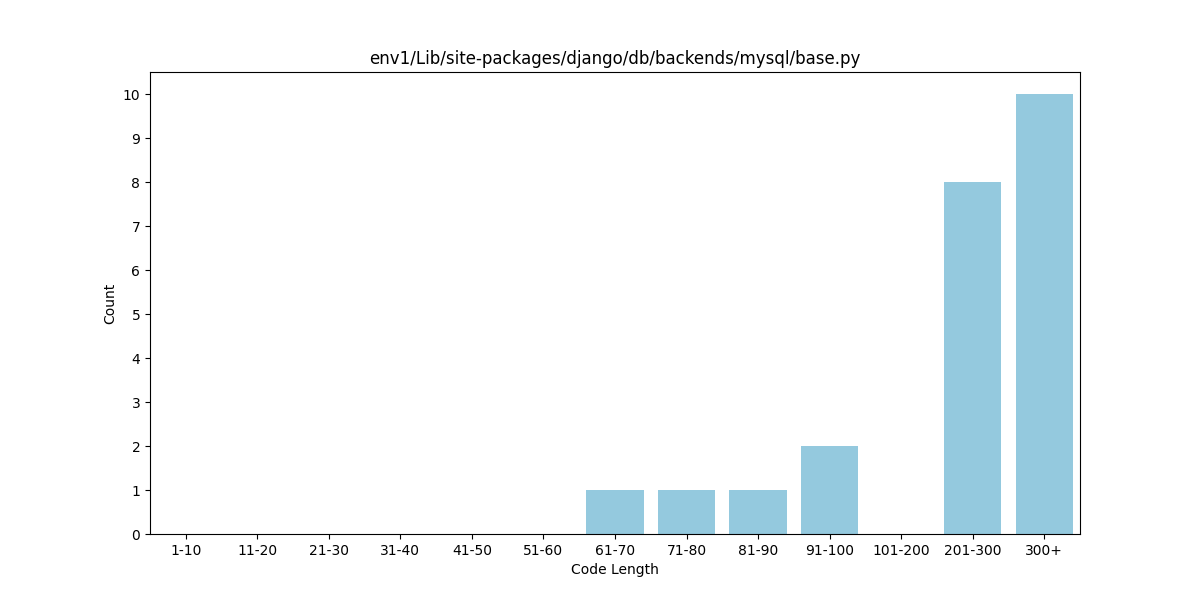 env1/Lib/site-packages/django/db/backends/mysql/base.py
10
9
8
7
6
5
4
3
2
1
0
Count
1-10 11-20 21-30 31-40 41-50 51-60 61-70 71-80 81-90 91-100 101-200 201-300 300+
Code Length